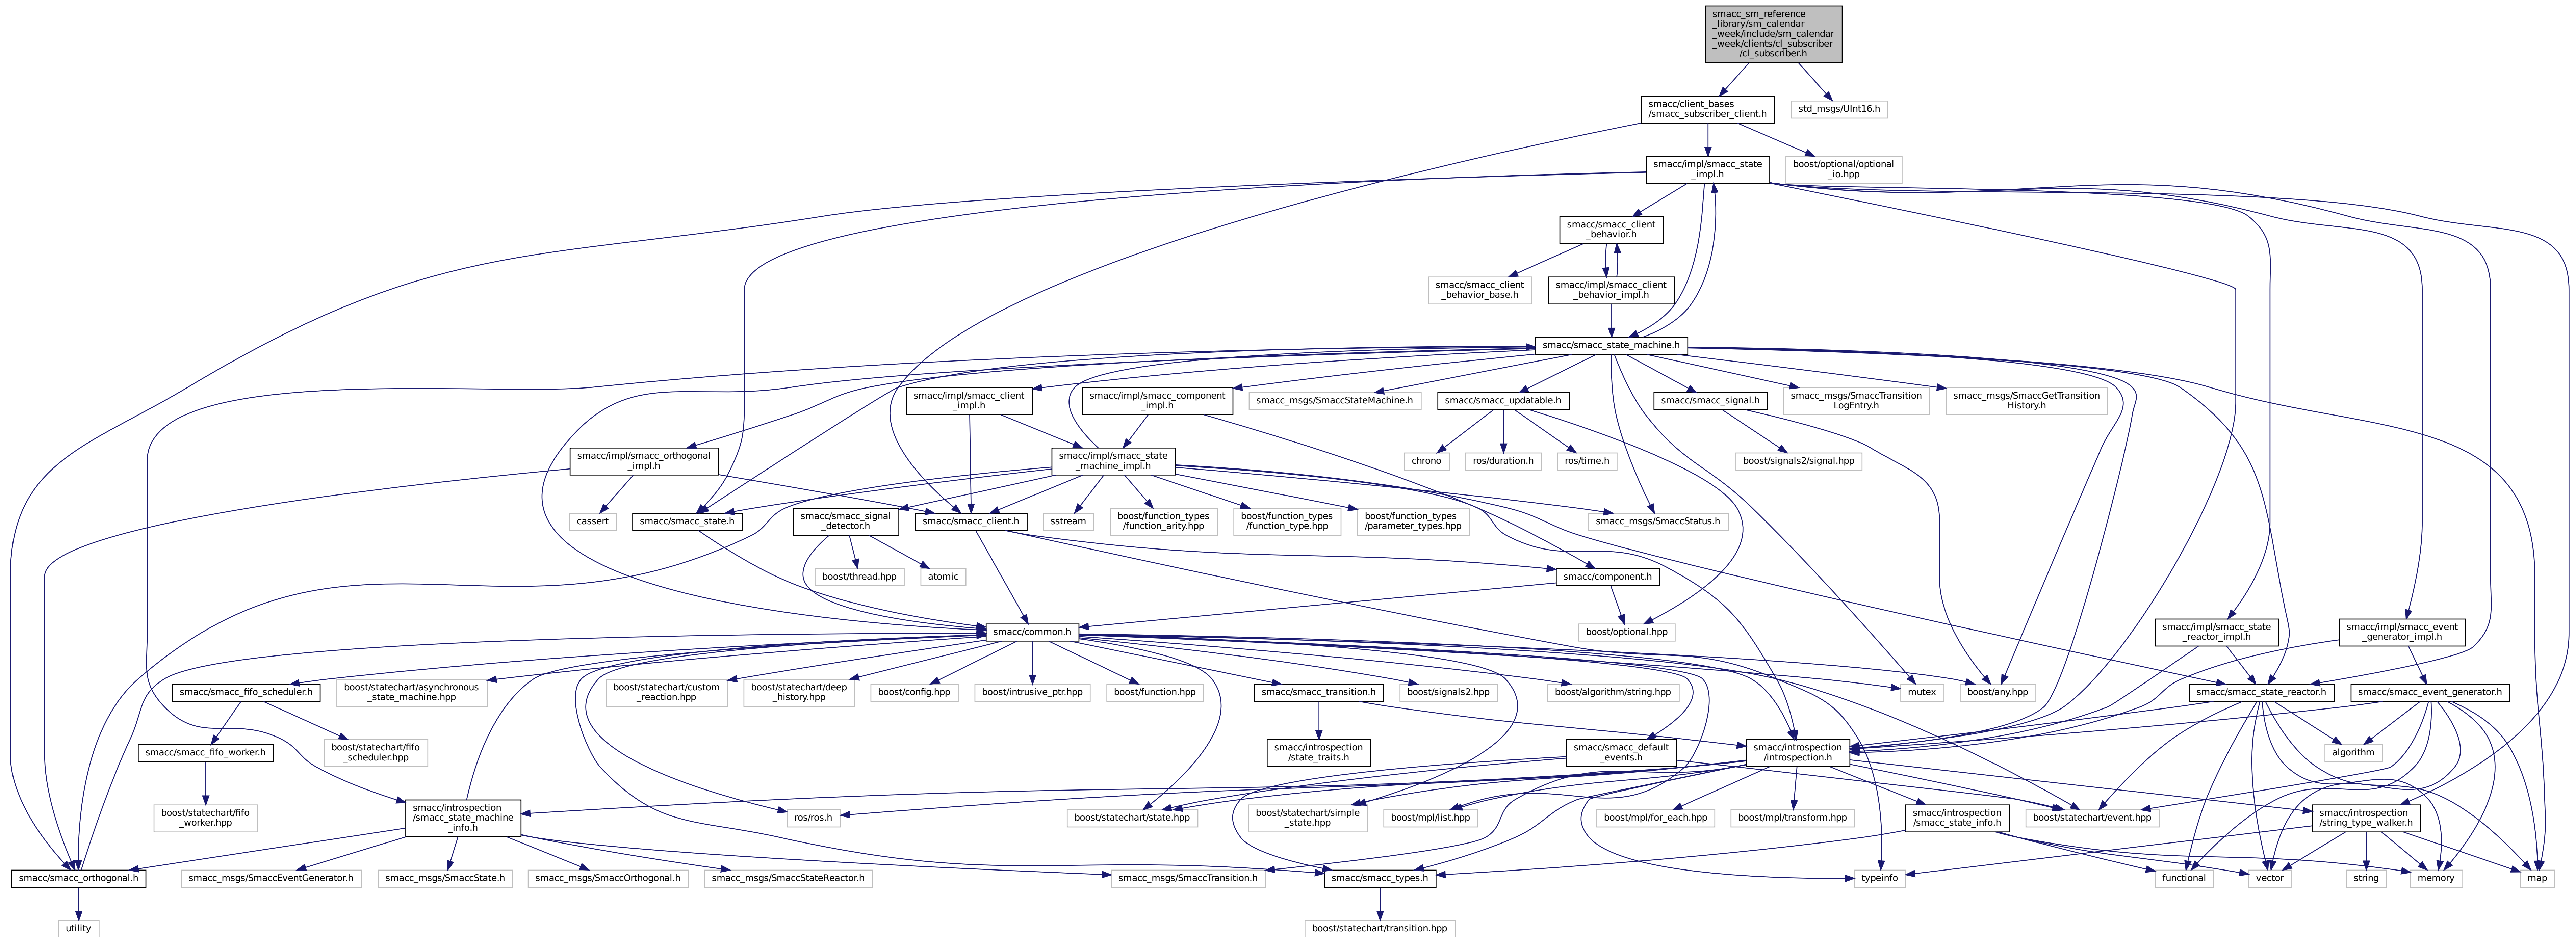 smacc_sm_reference
_library/sm_calendar
_week/include/sm_calendar
_week/clients/cl_subscriber
/cl_subscriber.h
smacc/client_bases
/smacc_subscriber_client.h
std_msgs/UInt16.h
smacc/impl/smacc_state
_impl.h
boost/optional/optional
_io.hpp
smacc/smacc_client
_behavior.h
smacc/smacc_client
_behavior_base.h
smacc/impl/smacc_client
_behavior_impl.h
smacc/smacc_state_machine.h
smacc/impl/smacc_client
_impl.h
smacc/impl/smacc_component
_impl.h
smacc_msgs/SmaccStateMachine.h
smacc/smacc_updatable.h
smacc/smacc_signal.h
smacc_msgs/SmaccTransition
LogEntry.h
smacc_msgs/SmaccGetTransition
History.h
smacc/impl/smacc_orthogonal
_impl.h
smacc/impl/smacc_state
_machine_impl.h
chrono
ros/duration.h
ros/time.h
boost/signals2/signal.hpp
cassert
smacc/smacc_state.h
smacc/smacc_signal
_detector.h
smacc/smacc_client.h
sstream
boost/function_types
/function_arity.hpp
boost/function_types
/function_type.hpp
boost/function_types
/parameter_types.hpp
smacc_msgs/SmaccStatus.h
boost/thread.hpp
atomic
smacc/component.h
smacc/common.h
boost/optional.hpp
smacc/impl/smacc_state
_reactor_impl.h
smacc/impl/smacc_event
_generator_impl.h
smacc/smacc_fifo_scheduler.h
boost/statechart/asynchronous
_state_machine.hpp
boost/statechart/custom
_reaction.hpp
boost/statechart/deep
_history.hpp
boost/config.hpp
boost/intrusive_ptr.hpp
boost/function.hpp
smacc/smacc_transition.h
boost/signals2.hpp
boost/algorithm/string.hpp
mutex
boost/any.hpp
smacc/smacc_state_reactor.h
smacc/smacc_event_generator.h
smacc/smacc_fifo_worker.h
boost/statechart/fifo
_scheduler.hpp
smacc/introspection
/state_traits.h
smacc/smacc_default
_events.h
smacc/introspection
/introspection.h
algorithm
boost/statechart/fifo
_worker.hpp
smacc/introspection
/smacc_state_machine
_info.h
ros/ros.h
boost/statechart/state.hpp
boost/statechart/simple
_state.hpp
boost/mpl/list.hpp
boost/mpl/for_each.hpp
boost/mpl/transform.hpp
smacc/introspection
/smacc_state_info.h
boost/statechart/event.hpp
smacc/introspection
/string_type_walker.h
smacc/smacc_orthogonal.h
smacc_msgs/SmaccEventGenerator.h
smacc_msgs/SmaccState.h
smacc_msgs/SmaccOrthogonal.h
smacc_msgs/SmaccStateReactor.h
smacc_msgs/SmaccTransition.h
smacc/smacc_types.h
typeinfo
functional
vector
string
memory
map
utility
boost/statechart/transition.hpp